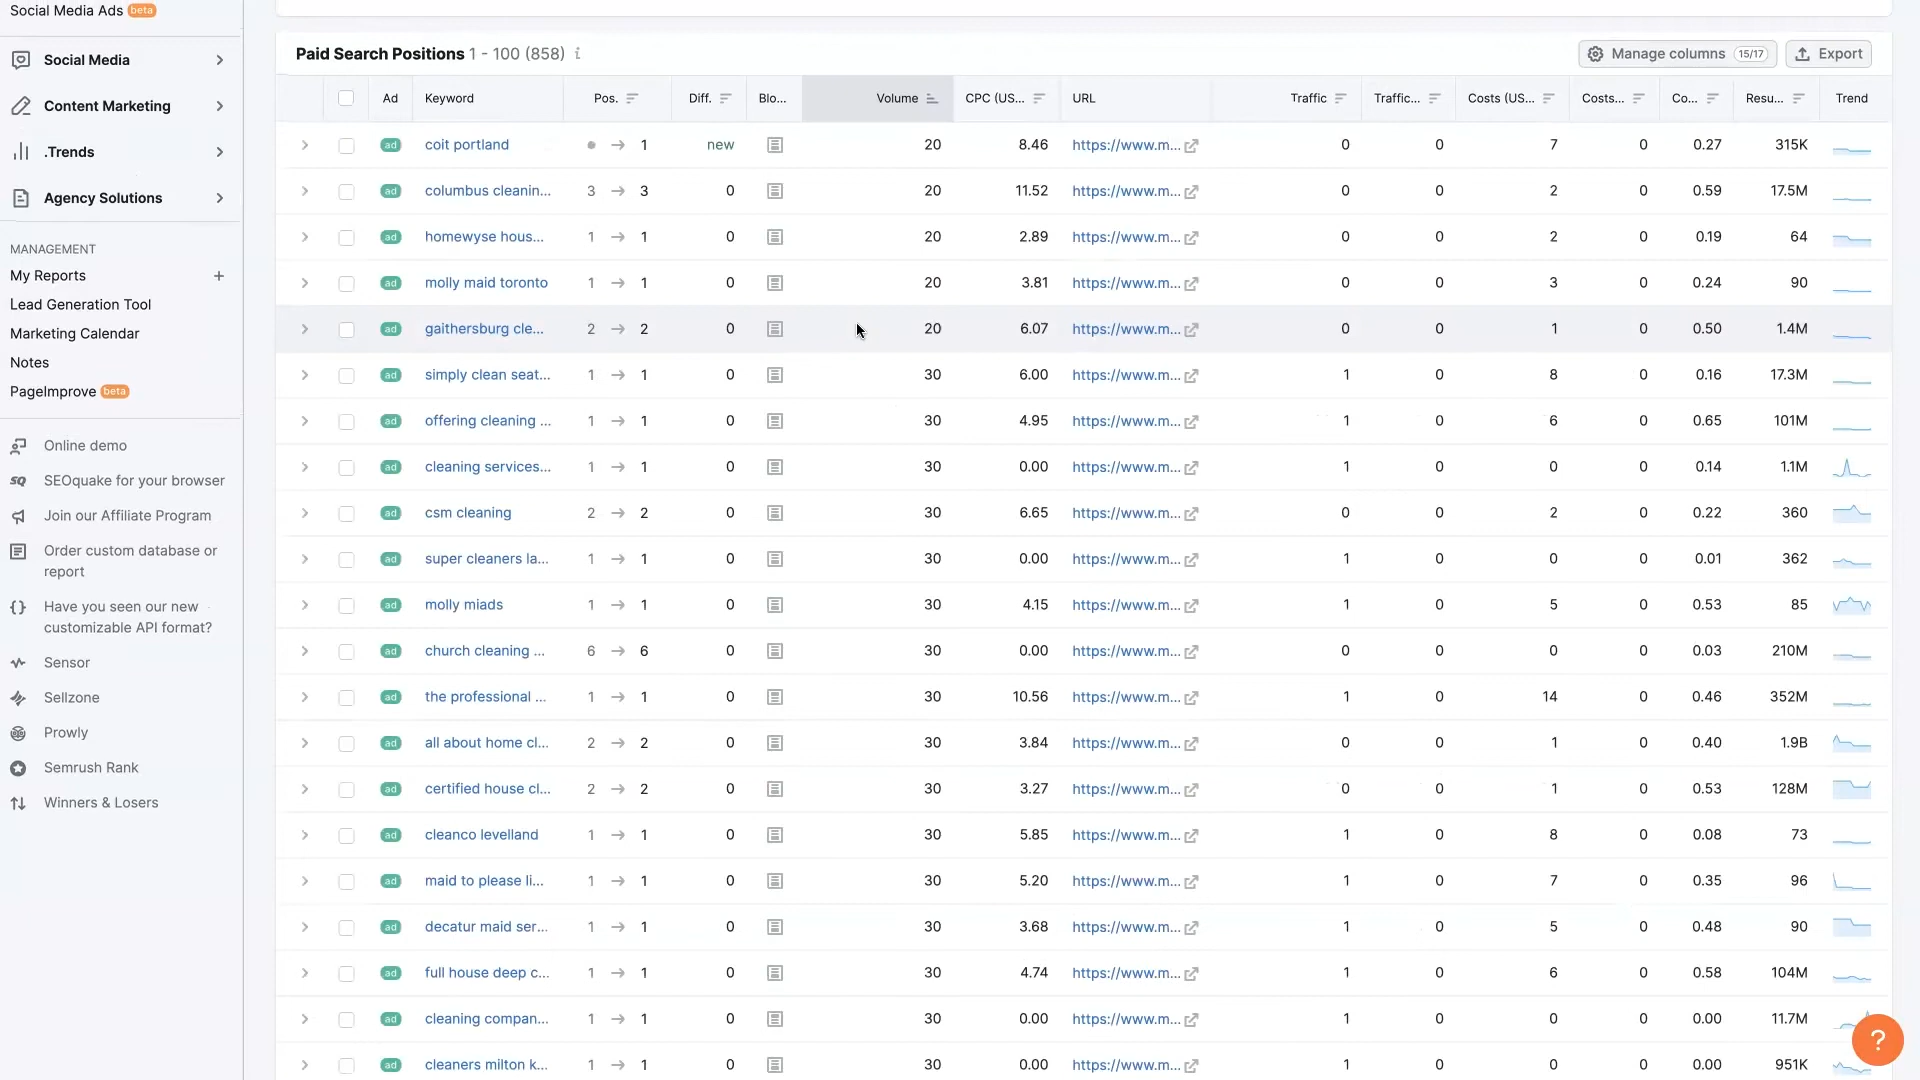 Social Media Ads beta
Social Media
Content Marketing
.Trends
Agency Solutions
MANAGEMENT
My Reports +
Lead Generation Tool
Marketing Calendar
Notes
PageImprove beta
Online demo
SEOquake for your browser
Join our Affiliate Program
Order custom database or
report
Have you seen our new
customizable API format?
Sensor
Sellzone
Prowly
Semrush Rank
Winners & Losers
Paid Search Positions 1 - 100 (858) i
Manage columns 15/17 Export
Ad Keyword Pos. Diff. Blo... Volume CPC (US... URL Traffic Traffic... Costs (US... Costs... Co... Resu... Trend
ad coit portland → 1 new 20 8.46 https://www.m... 0 0 7 0 0.27 315K
ad columbus cleanin... 3 → 3 0 20 11.52 https://www.m... 0 0 2 0 0.59 17.5M
ad homewyse hous... 1 → 1 0 20 2.89 https://www.m... 0 0 2 0 0.19 64
ad molly maid toronto 1 → 1 0 20 3.81 https://www.m... 0 0 3 0 0.24 90
ad gaithersburg cle... 2 → 2 0 20 6.07 https://www.m... 0 0 1 0 0.50 1.4M
ad simply clean seat... 1 → 1 0 30 6.00 https://www.m... 1 0 8 0 0.16 17.3M
ad offering cleaning ... 1 → 1 0 30 4.95 https://www.m... 1 0 6 0 0.65 101M
ad cleaning services... 1 → 1 0 30 0.00 https://www.m... 1 0 0 0 0.14 1.1M
ad csm cleaning 2 → 2 0 30 6.65 https://www.m... 0 0 2 0 0.22 360
ad super cleaners la... 1 → 1 0 30 0.00 https://www.m... 1 0 0 0 0.01 362
ad molly miads 1 → 1 0 30 4.15 https://www.m... 1 0 5 0 0.53 85
ad church cleaning ... 6 → 6 0 30 0.00 https://www.m... 0 0 0 0 0.03 210M
ad the professional ... 1 → 1 0 30 10.56 https://www.m... 1 0 14 0 0.46 352M
ad all about home cl... 2 → 2 0 30 3.84 https://www.m... 0 0 1 0 0.40 1.9B
ad certified house cl... 2 → 2 0 30 3.27 https://www.m... 0 0 1 0 0.53 128M
ad cleanco levelland 1 → 1 0 30 5.85 https://www.m... 1 0 8 0 0.08 73
ad maid to please li... 1 → 1 0 30 5.20 https://www.m... 1 0 7 0 0.35 96
ad decatur maid ser... 1 → 1 0 30 3.68 https://www.m... 1 0 5 0 0.48 90
ad full house deep c... 1 → 1 0 30 4.74 https://www.m... 1 0 6 0 0.58 104M
ad cleaning compan... 1 → 1 0 30 0.00 https://www.m... 1 0 0 0 0.00 11.7M
ad cleaners milton k... 1 → 1 0 30 0.00 https://www.m... 1 0 0 0 0.00 951K
?